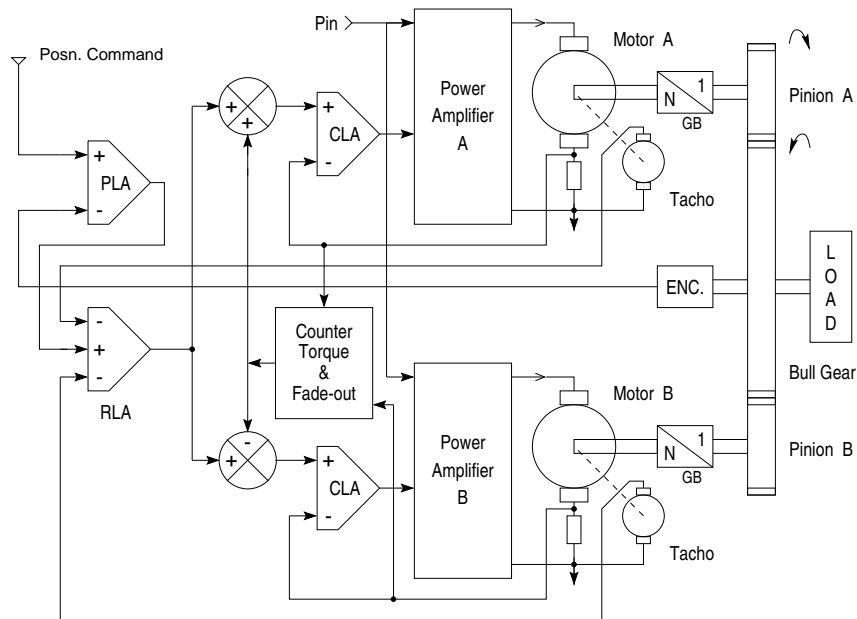 Pin
Posn. Command
Motor A
Power
Amplifier
A
N 1
GB
Pinion A
+
+
+
-
CLA
+
-
PLA
Tacho
ENC.
L
O
A
D
-
+
-
RLA
Counter
Torque
&
Fade-out
Bull Gear
Motor B
Power
Amplifier
B
N 1
GB
Pinion B
-
+
+
-
CLA
Tacho